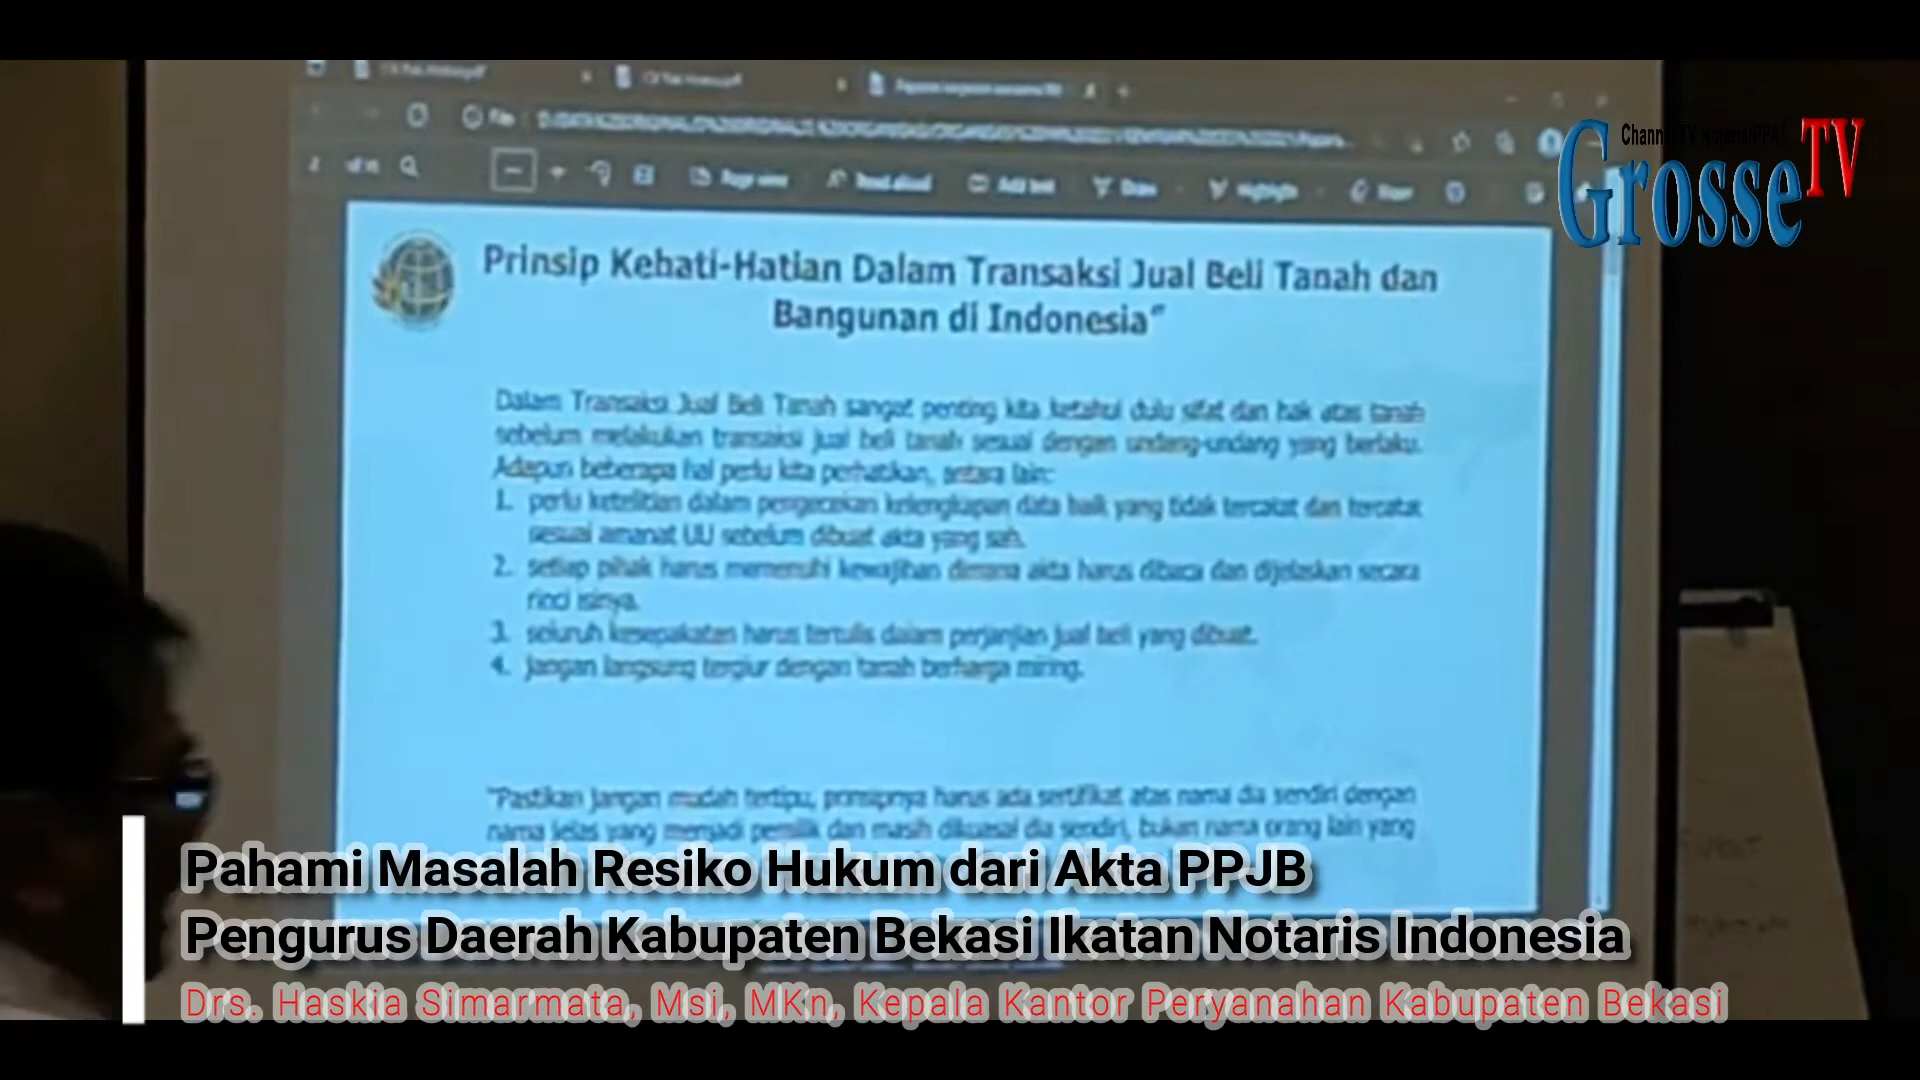 Channel TV Notaris/PPAT
GrosseTV
Prinsip Kehati-Hatian Dalam Transaksi Jual Beli Tanah dan
Bangunan di Indonesia”
Dalam Transaksi Jual Beli Tanah sangat penting kita ketahui dulu sifat dan hak atas tanah
sebelum melakukan transaksi jual beli tanah sesuai dengan undang-undang yang berlaku.
Adapun beberapa hal perlu kita perhatikan, antara lain:
1. perlu ketelitian dalam pengecekan kelengkapan data baik yang tidak tercatat dan tercatat
sesuai amanat UU sebelum dibuat akta yang sah.
2. setiap pihak harus memenuhi kewajiban dimana akta harus dibaca dan dijelaskan secara
rinci isinya.
3. seluruh kesepakatan harus tertulis dalam perjanjian jual beli yang dibuat.
4. jangan langsung tergiur dengan tanah berharga miring.
“Pastikan jangan mudah tertipu, prinsipnya harus ada sertifikat atas nama dia sendiri dengan
nama jelas yang menjadi pemilik dan masih dikuasai dia sendiri, bukan nama orang lain yang
Pahami Masalah Resiko Hukum dari Akta PPJB
Pengurus Daerah Kabupaten Bekasi Ikatan Notaris Indonesia
Drs. Haskia Simarmata, Msi, MKn, Kepala Kantor Peryanahan Kabupaten Bekasi